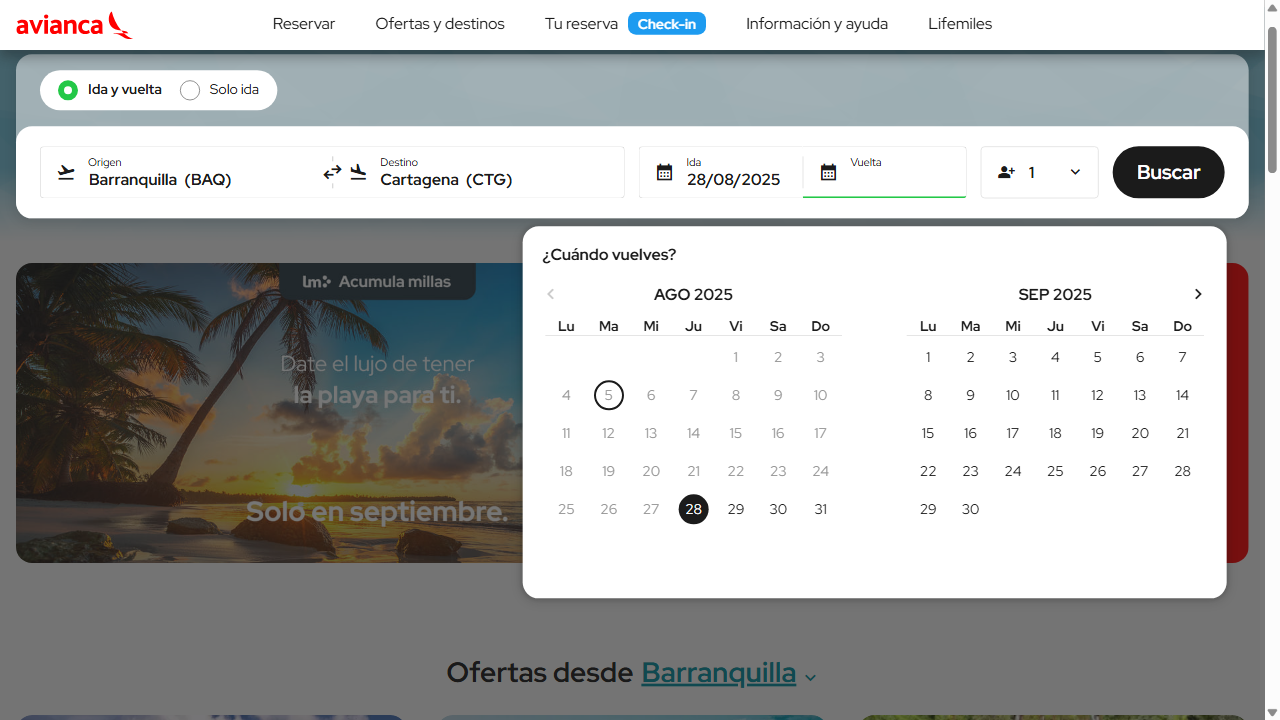 avianca
Reservar
Ofertas y destinos
Tu reserva
Check-in
Información y ayuda
Lifemiles
Ida y vuelta
Solo ida
Origen
Barranquilla (BAQ)
Destino
Cartagena (CTG)
Ida
28/08/2025
Vuelta
1
Buscar
lm Acumula millas
Date el lujo de tener
la playa para ti.
Solo en septiembre.
¿Cuándo vuelves?
AGO 2025
Lu Ma Mi Ju Vi Sa Do
1 2 3
4 5 6 7 8 9 10
11 12 13 14 15 16 17
18 19 20 21 22 23 24
25 26 27 28 29 30 31
SEP 2025
Lu Ma Mi Ju Vi Sa Do
1 2 3 4 5 6 7
8 9 10 11 12 13 14
15 16 17 18 19 20 21
22 23 24 25 26 27 28
29 30
Ofertas desde Barranquilla